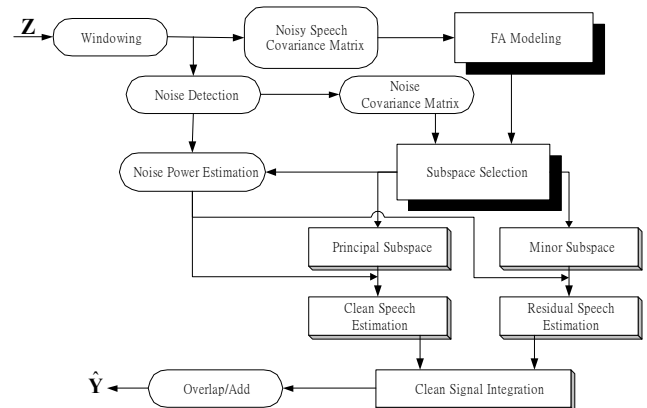 Z
Windowing
Noisy Speech
Covariance Matrix
FA Modeling
Noise Detection
Noise
Covariance Matrix
Noise Power Estimation
Subspace Selection
Principal Subspace
Minor Subspace
Clean Speech
Estimation
Residual Speech
Estimation
Ŷ
Overlap/Add
Clean Signal Integration